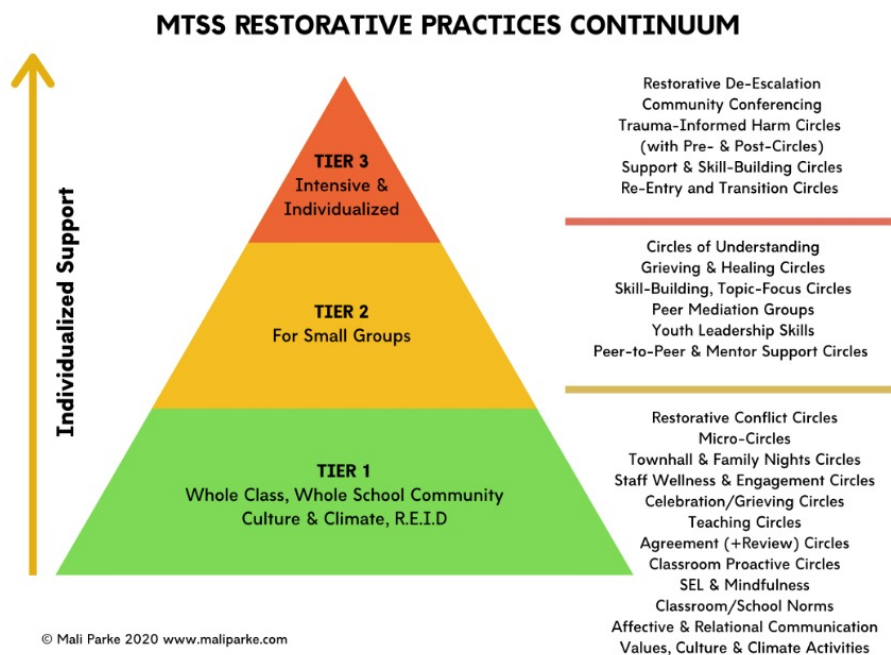 MTSS RESTORATIVE PRACTICES CONTINUUM
Individualized Support
TIER 3
Intensive &
Individualized
Restorative De-Escalation
Community Conferencing
Trauma-Informed Harm Circles
(with Pre- & Post-Circles)
Support & Skill-Building Circles
Re-Entry and Transition Circles
TIER 2
For Small Groups
Circles of Understanding
Grieving & Healing Circles
Skill-Building, Topic-Focus Circles
Peer Mediation Groups
Youth Leadership Skills
Peer-to-Peer & Mentor Support Circles
TIER 1
Whole Class, Whole School Community
Culture & Climate, R.E.I.D
Restorative Conflict Circles
Micro-Circles
Townhall & Family Nights Circles
Staff Wellness & Engagement Circles
Celebration/Grieving Circles
Teaching Circles
Agreement (+Review) Circles
Classroom Proactive Circles
SEL & Mindfulness
Classroom/School Norms
Affective & Relational Communication
Values, Culture & Climate Activities
© Mali Parke 2020 www.maliparke.com